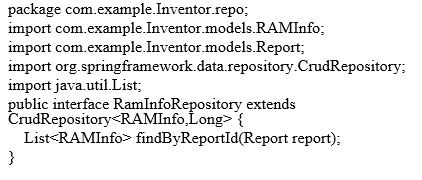 package com.example.Inventor.repo;
import com.example.Inventor.models.RAMInfo;
import com.example.Inventor.models.Report;
import org.springframework.data.repository.CrudRepository;
import java.util.List;
public interface RamInfoRepository extends
CrudRepository<RAMInfo,Long> {
    List<RAMInfo> findByReportId(Report report);
}